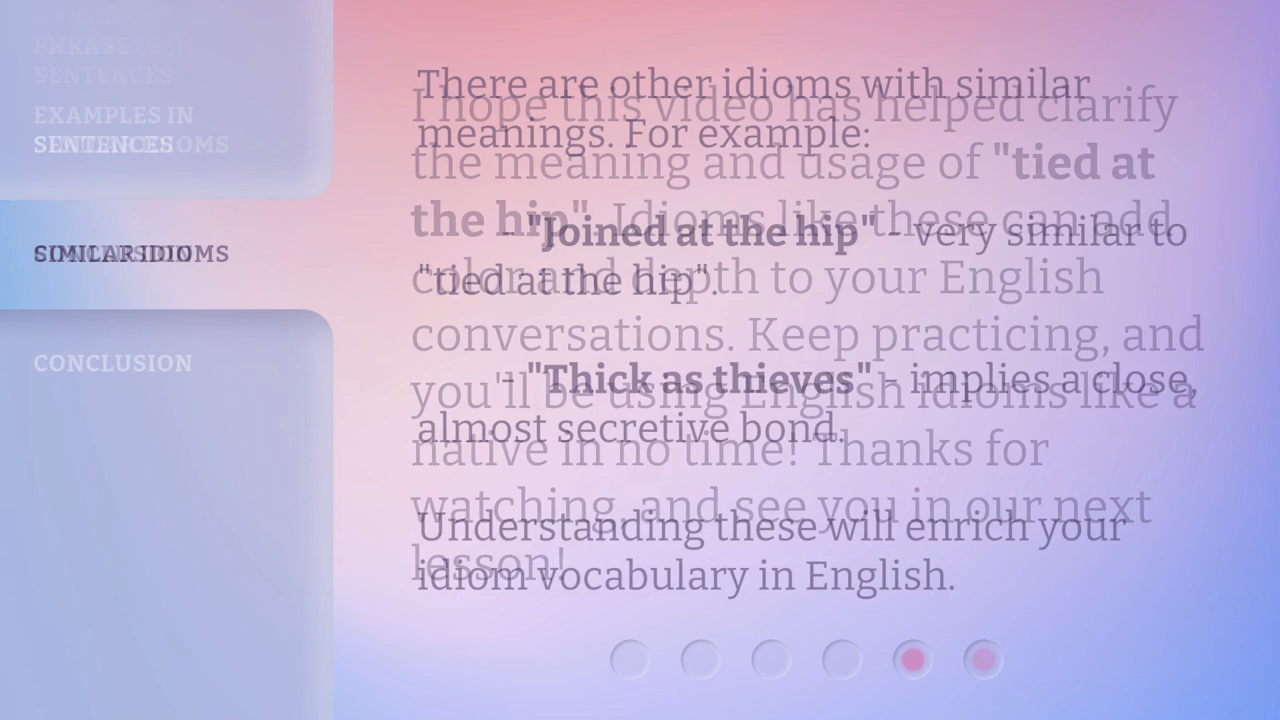 SENTENCES
EXAMPLES IN
SENTENCES
SIMILAR IDIOMS
CONCLUSION
There are other idioms with similar
meanings. For example:
- "Joined at the hip" - very similar to
"tied at the hip".
- "Thick as thieves" - implies a close,
almost secretive bond.
Understanding these will enrich your
idiom vocabulary in English.
I hope this video has helped clarify
the meaning and usage of "tied at
the hip". Idioms like these can add
color and depth to your English
conversations. Keep practicing, and
you'll be using English idioms like a
native in no time! Thanks for
watching, and see you in our next
lesson!